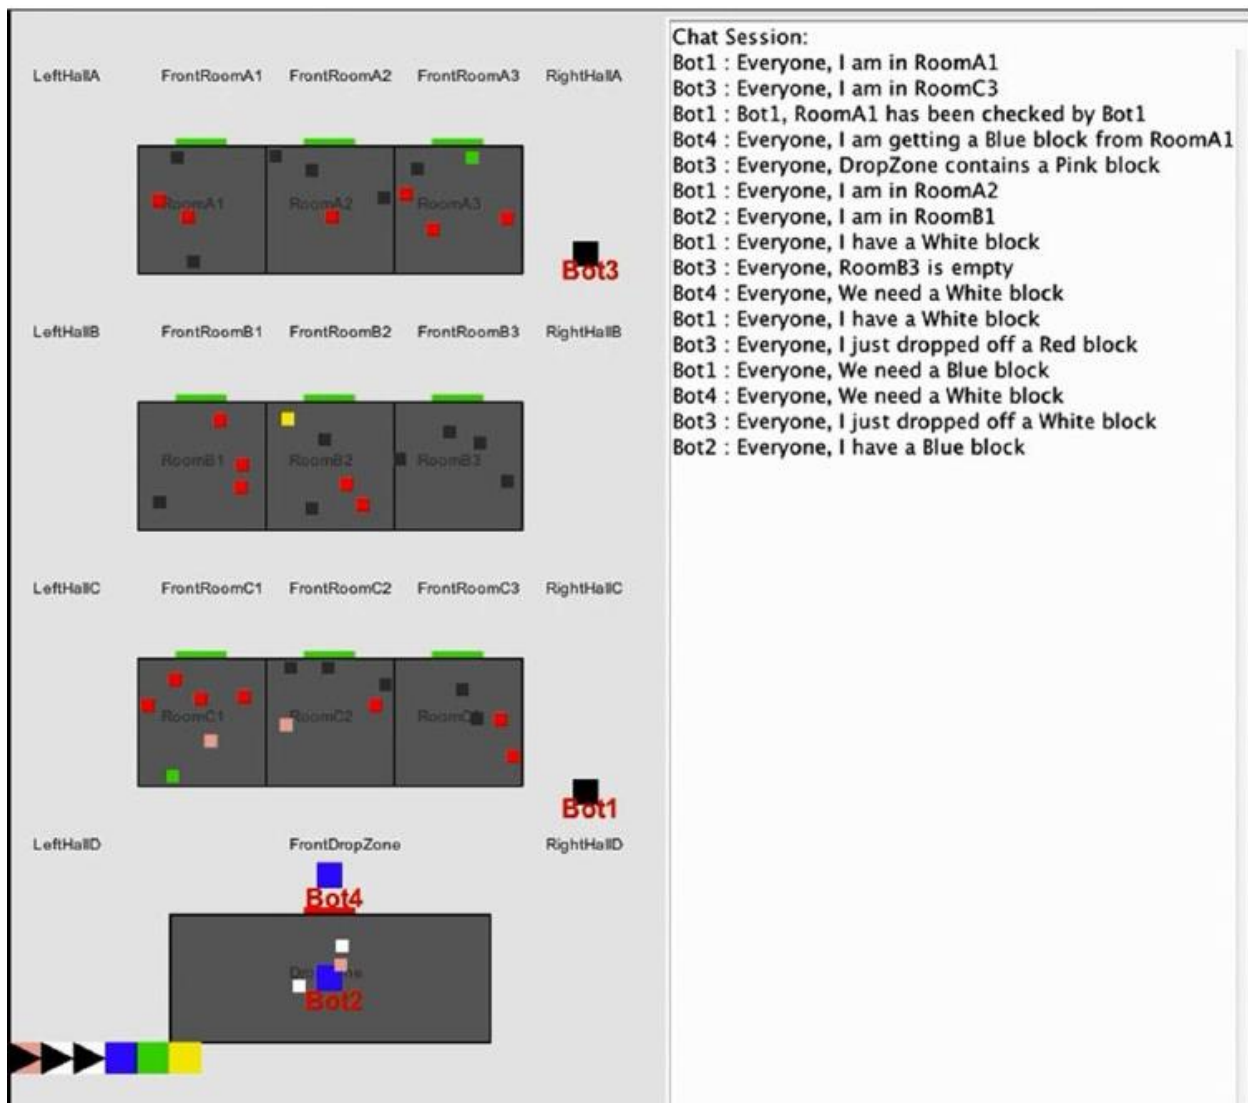 Chat Session:
Bot1 : Everyone, I am in RoomA1
Bot3 : Everyone, I am in RoomC3
Bot1 : Bot1, RoomA1 has been checked by Bot1
Bot4 : Everyone, I am getting a Blue block from RoomA1
Bot3 : Everyone, DropZone contains a Pink block
Bot1 : Everyone, I am in RoomA2
Bot2 : Everyone, I am in RoomB1
Bot1 : Everyone, I have a White block
Bot3 : Everyone, RoomB3 is empty
Bot4 : Everyone, We need a White block
Bot1 : Everyone, I have a White block
Bot3 : Everyone, I just dropped off a Red block
Bot1 : Everyone, We need a Blue block
Bot4 : Everyone, We need a White block
Bot3 : Everyone, I just dropped off a White block
Bot2 : Everyone, I have a Blue block
LeftHallA FrontRoomA1 FrontRoomA2 FrontRoomA3 RightHallA
RoomA1 RoomA2 RoomA3
Bot3
LeftHallB FrontRoomB1 FrontRoomB2 FrontRoomB3 RightHallB
RoomB1 RoomB2 RoomB3
LeftHallC FrontRoomC1 FrontRoomC2 FrontRoomC3 RightHallC
RoomC1 RoomC2
Bot1
LeftHallD FrontDropZone RightHallD
Bot4
Bot2